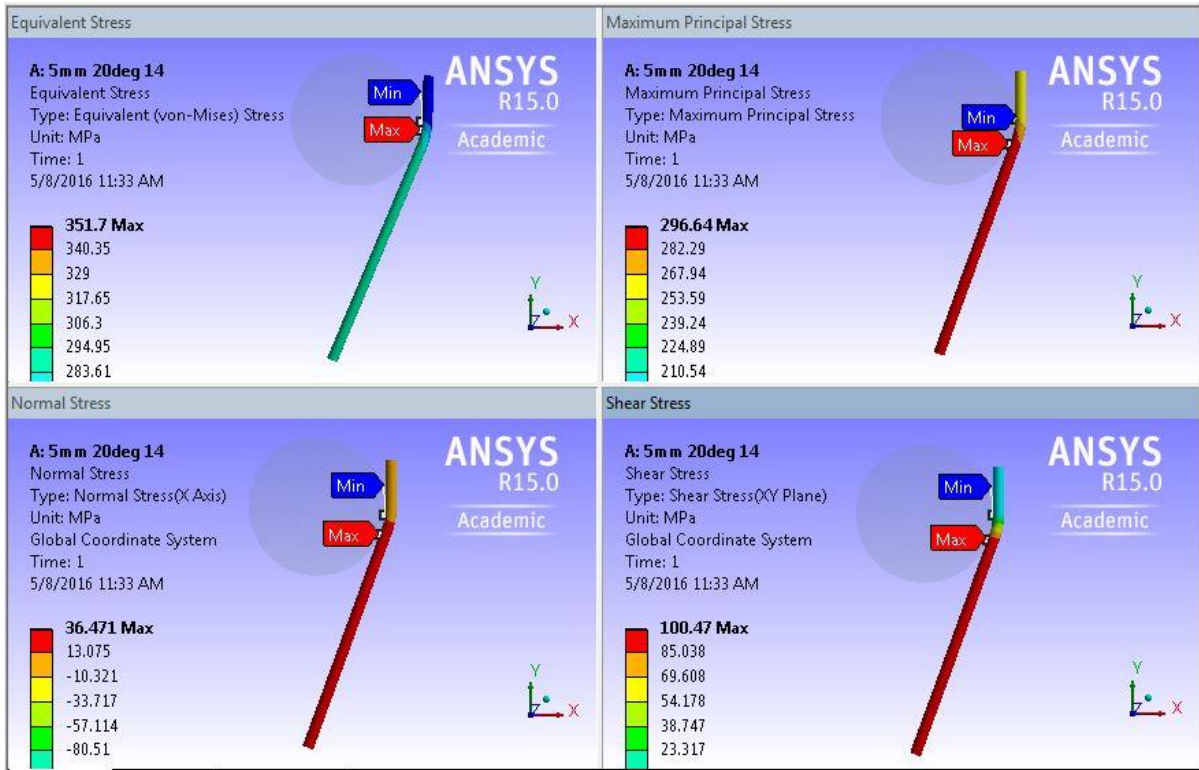 Equivalent Stress
A: 5mm 20deg 14
Equivalent Stress
Type: Equivalent (von-Mises) Stress
Unit: MPa
Time: 1
5/8/2016 11:33 AM
351.7 Max
340.35
329
317.65
306.3
294.95
283.61
Min
Max
ANSYS
R15.0
Academic
Y
Z
X
Maximum Principal Stress
A: 5mm 20deg 14
Maximum Principal Stress
Type: Maximum Principal Stress
Unit: MPa
Time: 1
5/8/2016 11:33 AM
296.64 Max
282.29
267.94
253.59
239.24
224.89
210.54
Min
Max
ANSYS
R15.0
Academic
Y
Z
X
Normal Stress
A: 5mm 20deg 14
Normal Stress
Type: Normal Stress(X Axis)
Unit: MPa
Global Coordinate System
Time: 1
5/8/2016 11:33 AM
36.471 Max
13.075
-10.321
-33.717
-57.114
-80.51
Min
Max
ANSYS
R15.0
Academic
Y
Z
X
Shear Stress
A: 5mm 20deg 14
Shear Stress
Type: Shear Stress(XY Plane)
Unit: MPa
Global Coordinate System
Time: 1
5/8/2016 11:33 AM
100.47 Max
85.038
69.608
54.178
38.747
23.317
Min
Max
ANSYS
R15.0
Academic
Y
Z
X